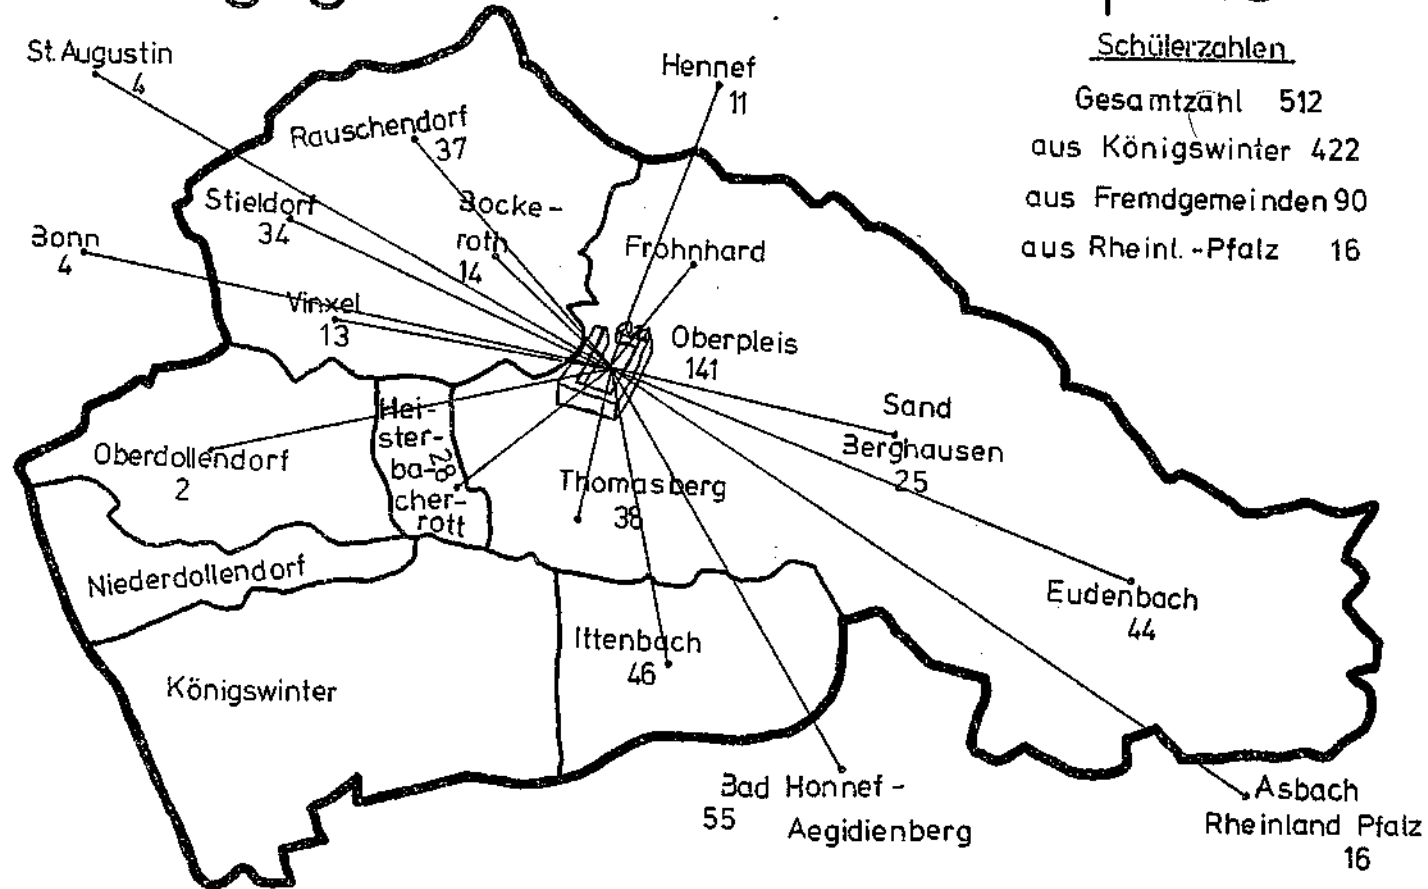 Schülerzahlen
Gesamtzahl 512
aus Königswinter 422
aus Fremdgemeinden 90
aus Rheinl.-Pfalz 16
St. Augustin
4
Hennef
11
Rauschendorf
37
Stieldorf
34
Bocke-
roth
14
Bonn
4
Frohnhard
Vinxel
13
Oberpleis
141
Sand
Berghausen
25
Hei-
ster-
ba-
cher-
rott
28
Oberdollendorf
2
Thomasberg
38
Niederdollendorf
Eudenbach
44
Ittenbach
46
Königswinter
Bad Honnef-
55 Aegidienberg
Asbach
Rheinland Pfalz
16